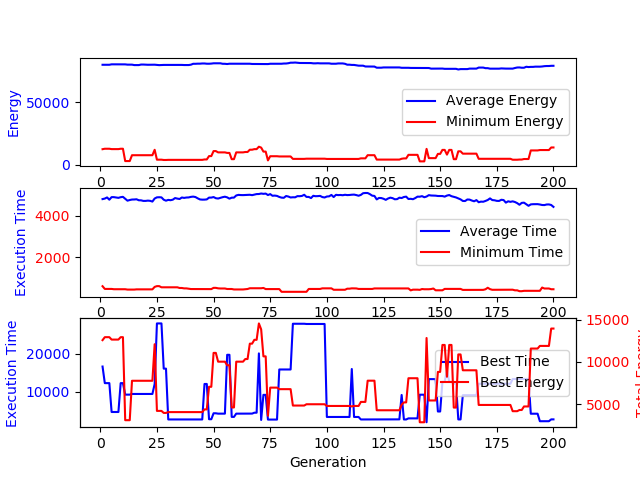 Energy
50000
0
Average Energy
Minimum Energy
0 25 50 75 100 125 150 175 200
Execution Time
4000
2000
Average Time
Minimum Time
0 25 50 75 100 125 150 175 200
Execution Time
20000
10000
Best Time
Best Energy
15000
10000
5000
Total Energy
0 25 50 75 100 125 150 175 200
Generation